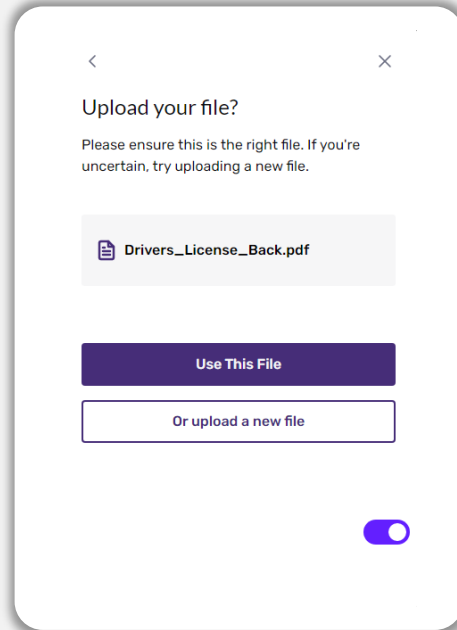 Upload your file?
Please ensure this is the right file. If you're
uncertain, try uploading a new file.
Drivers_License_Back.pdf
Use This File
Or upload a new file